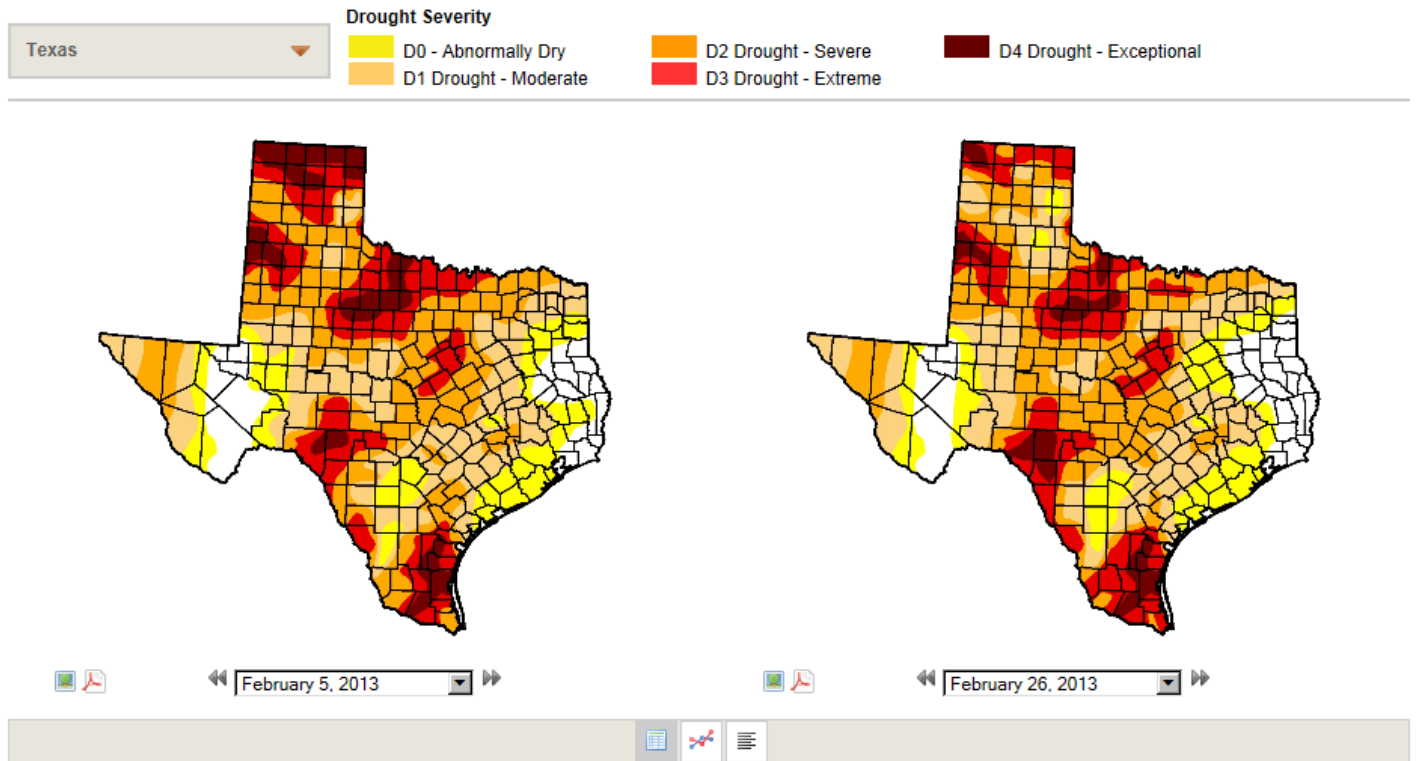 Drought Severity
Texas
D0 - Abnormally Dry
D2 Drought - Severe
D4 Drought - Exceptional
D1 Drought - Moderate
D3 Drought - Extreme
February 5, 2013
February 26, 2013